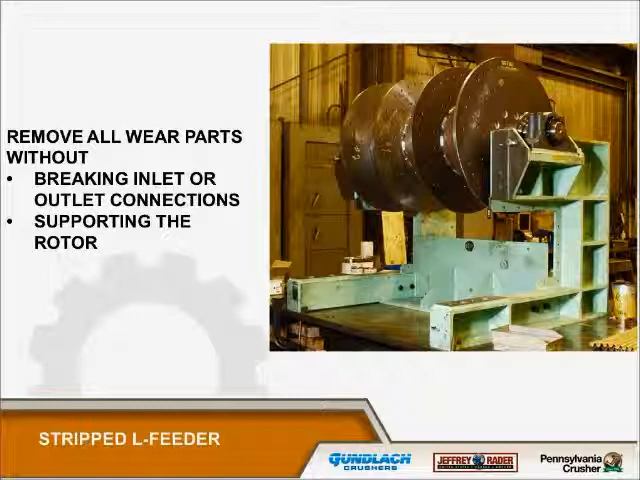 REMOVE ALL WEAR PARTS
WITHOUT
• BREAKING INLET OR
OUTLET CONNECTIONS
• SUPPORTING THE
ROTOR
STRIPPED L-FEEDER
GUNDLACH
CRUSHERS
JEFFREY RADER
Pennsylvania
Crusher